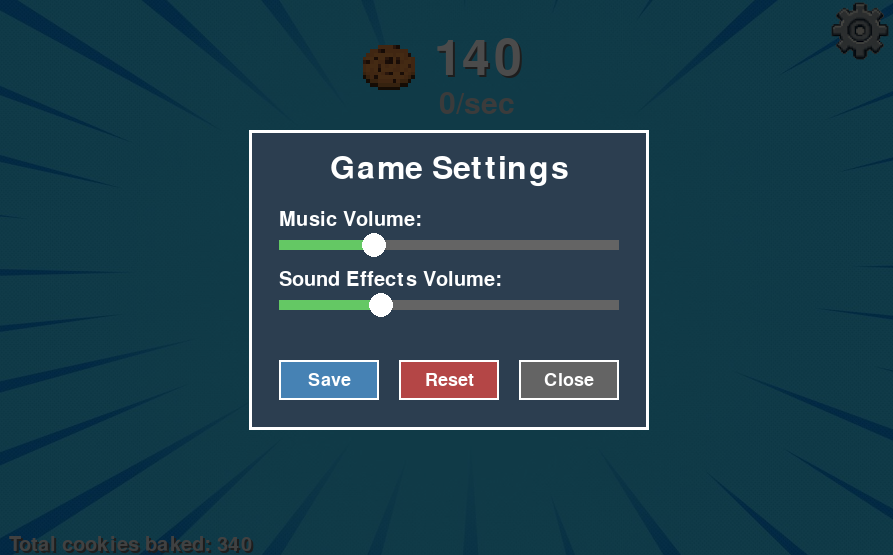 140
0/sec
Game Settings
Music Volume:
Sound Effects Volume:
Save Reset Close
Total cookies baked: 340